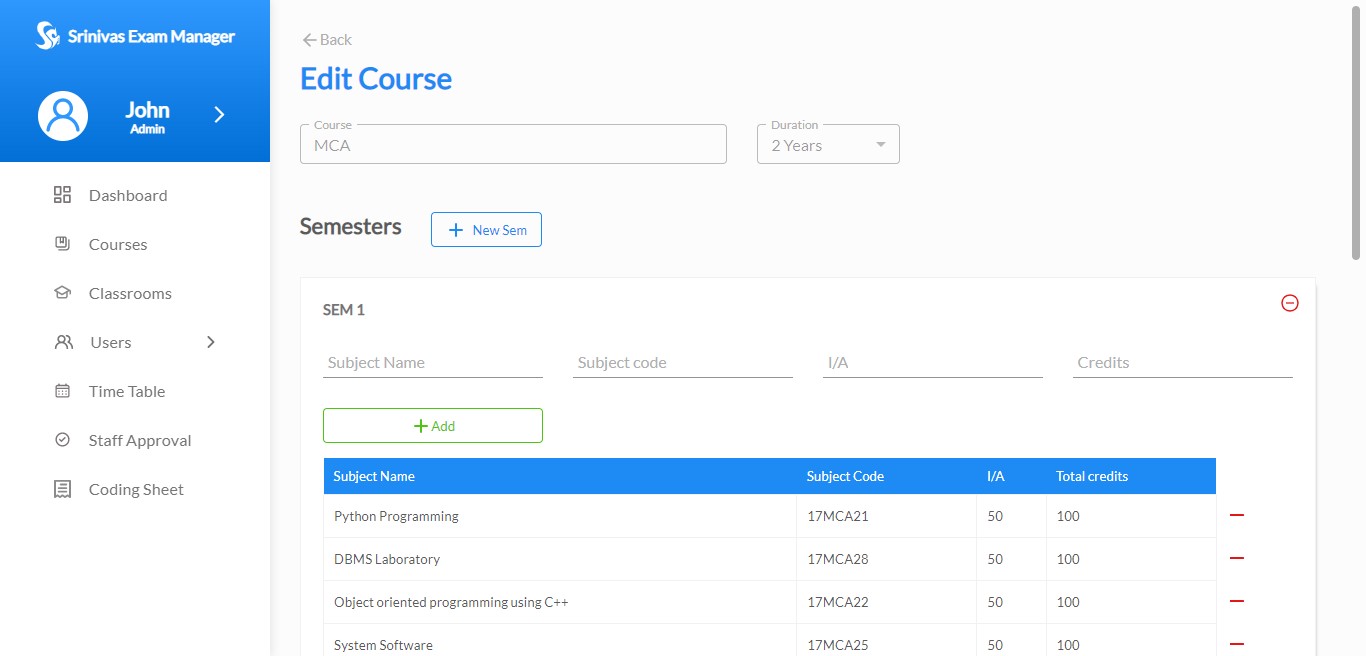 Srinivas Exam Manager
John
Admin
Dashboard
Courses
Classrooms
Users
Time Table
Staff Approval
Coding Sheet
Back
Edit Course
Course
MCA
Duration
2 Years
Semesters
New Sem
SEM 1
Subject Name Subject code I/A Credits
Add
Subject Name Subject Code I/A Total credits
Python Programming 17MCA21 50 100
DBMS Laboratory 17MCA28 50 100
Object oriented programming using C++ 17MCA22 50 100
System Software 17MCA25 50 100